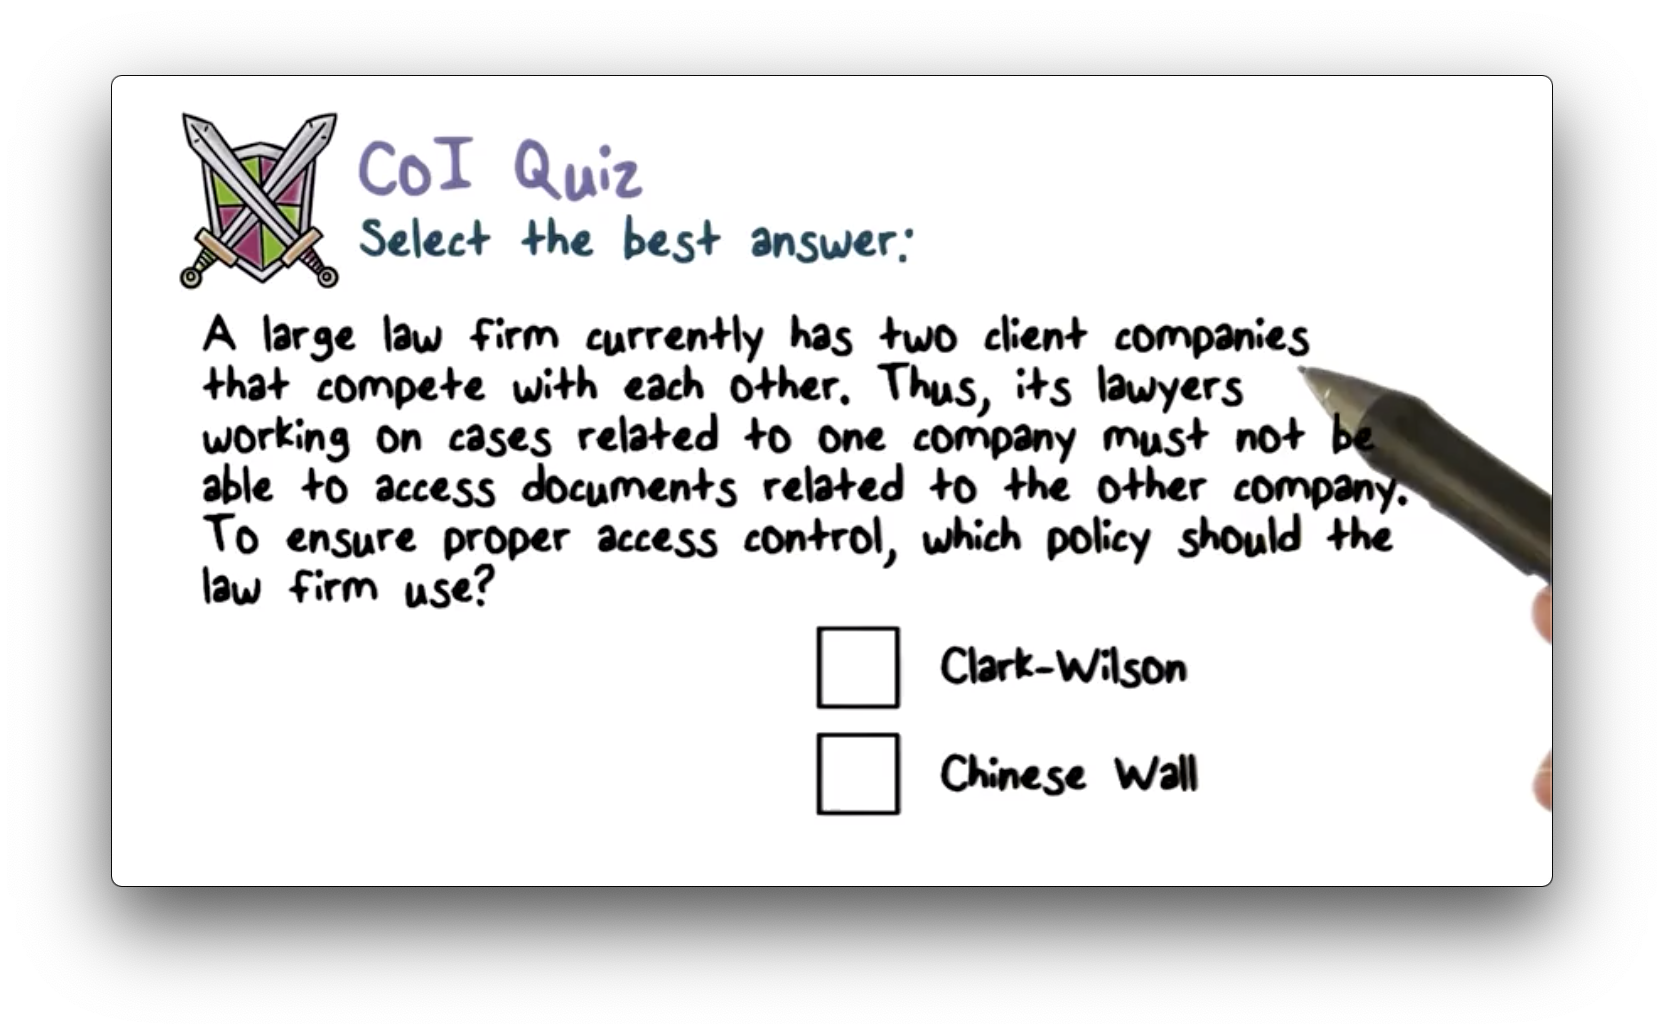 CoI Quiz
Select the best answer:
A large law firm currently has two client companies
that compete with each other. Thus, its lawyers
working on cases related to one company must not be
able to access documents related to the other company.
To ensure proper access control, which policy should the
law firm use?
Clark-Wilson
Chinese Wall